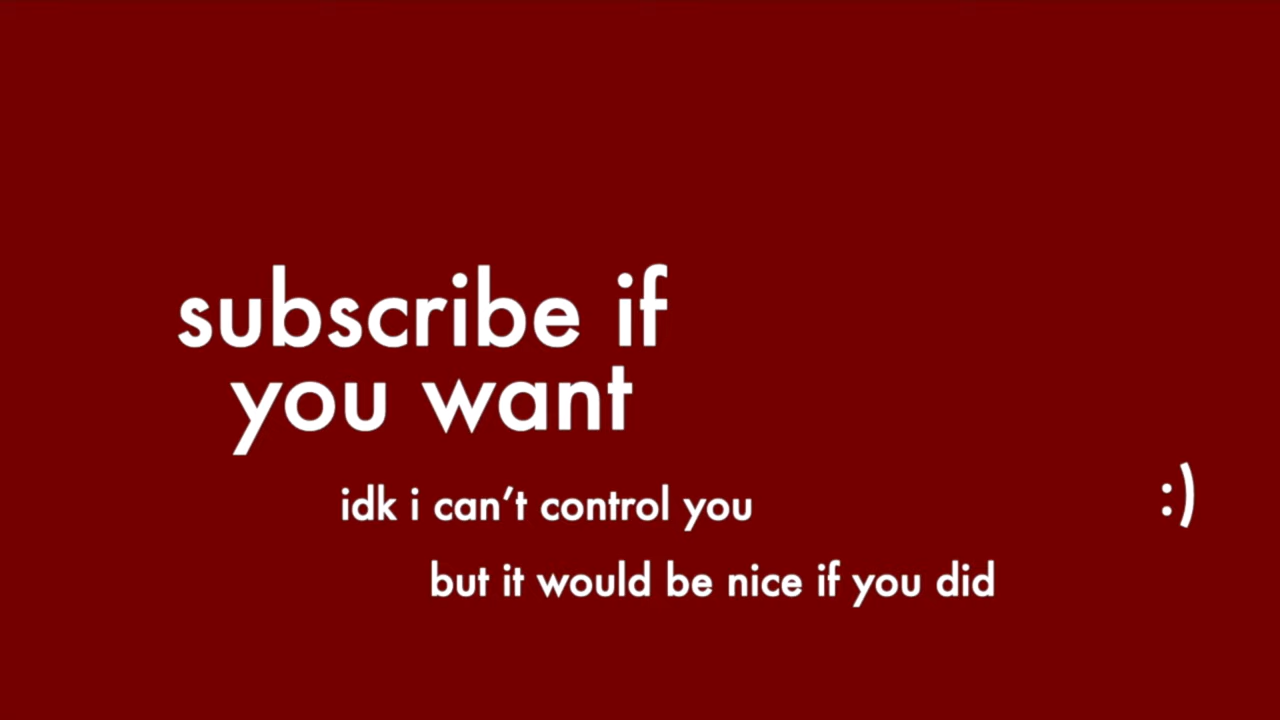 subscribe if
you want
idk i can’t control you
:)
but it would be nice if you did